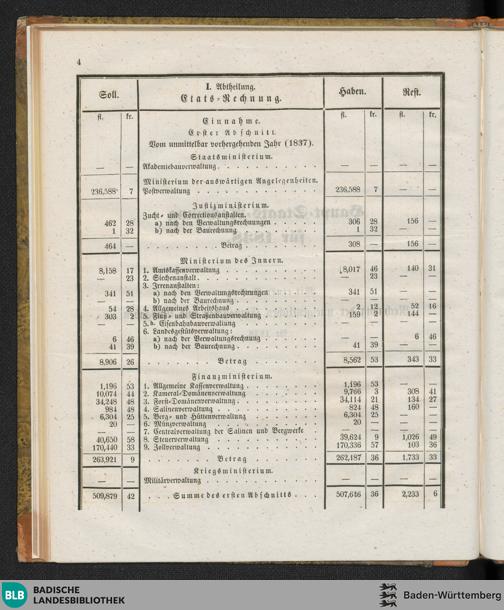 4
Soll. | I. Abtheilung. Etats-Rechnung. | Haben. | Rest.
fl. | kr. | Einnahme. | fl. | kr. | fl. | kr.
Erster Abschnitt.
Vom unmittelbar vorhergehenden Jahr (1837).
Staatsministerium.
— | — | Akademiebauverwaltung | — | — | — | —
Ministerium der auswärtigen Angelegenheiten.
236,588 | 7 | Postverwaltung | 236,588 | 7 | — | —
Justizministerium.
Zucht- und Correctionsanstalten.
462 | 28 | a) nach den Verwaltungsrechnungen | 306 | 28 | 156 | —
1 | 32 | b) nach der Baurechnung | 1 | 32 | — | —
464 | — | Betrag | 308 | — | 156 | —
Ministerium des Innern.
8,158 | 17 | 1. Amtskassenverwaltung | 8,017 | 46 | 140 | 31
— | 23 | 2. Siechenanstalt | — | 23 | — | —
3. Irrenanstalten:
341 | 51 | a) nach den Verwaltungsrechnungen | 341 | 51 | — | —
— | — | b) nach der Baurechnung | — | — | — | —
54 | 28 | 4. Allgemeines Arbeitshaus | 2 | 12 | 52 | 16
303 | 2 | 5. Fluß- und Straßenbauverwaltung | 159 | 2 | 144 | —
— | — | 5.b. Eisenbahnbauverwaltung | — | — | — | —
6. Landesgestütsverwaltung:
6 | 46 | a) nach der Verwaltungsrechnung | — | — | 6 | 46
41 | 39 | b) nach der Baurechnung | 41 | 39 | — | —
8,906 | 26 | Betrag | 8,562 | 53 | 343 | 33
Finanzministerium.
1,196 | 53 | 1. Allgemeine Kassenverwaltung | 1,196 | 53 | — | —
10,074 | 44 | 2. Kameral-Domänenverwaltung | 9,766 | 3 | 308 | 41
34,248 | 48 | 3. Forst-Domänenverwaltung | 34,114 | 21 | 134 | 27
984 | 48 | 4. Salinenverwaltung | 824 | 48 | 160 | —
6,304 | 25 | 5. Berg- und Hüttenverwaltung | 6,304 | 25 | — | —
20 | — | 6. Münzverwaltung | 20 | — | — | —
— | — | 7. Centralverwaltung der Salinen und Bergwerke | — | — | — | —
40,650 | 58 | 8. Steuerverwaltung | 39,624 | 9 | 1,026 | 49
170,440 | 33 | 9. Zollverwaltung | 170,336 | 57 | 103 | 36
263,921 | 9 | Betrag | 262,187 | 36 | 1,733 | 33
Kriegsministerium.
— | — | Militärverwaltung | — | — | — | —
509,879 | 42 | Summe des ersten Abschnitts | 507,646 | 36 | 2,233 | 6
BLB BADISCHE LANDESBIBLIOTHEK
Baden-Württemberg